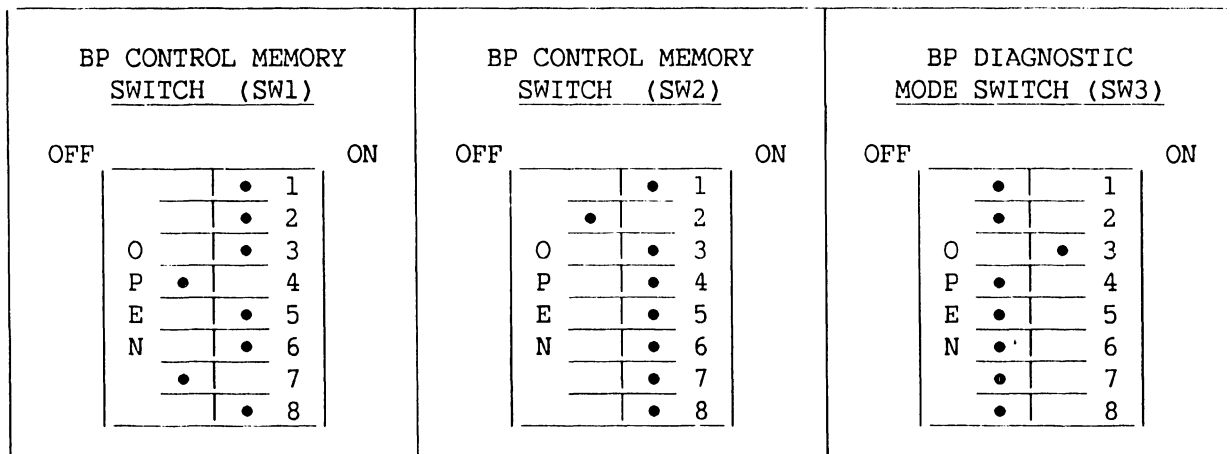 BP CONTROL MEMORY
SWITCH (SW1)
OFF ON
1
2
O 3
P 4
E 5
N 6
7
8
BP CONTROL MEMORY
SWITCH (SW2)
OFF ON
1
2
O 3
P 4
E 5
N 6
7
8
BP DIAGNOSTIC
MODE SWITCH (SW3)
OFF ON
1
2
O 3
P 4
E 5
N 6
7
8